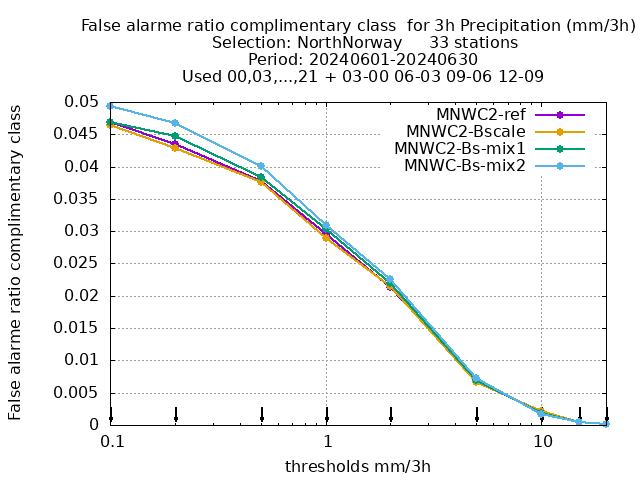 False alarme ratio complimentary class  for 3h Precipitation (mm/3h)
Selection: NorthNorway     33 stations
Period: 20240601-20240630
Used 00,03,...,21 + 03-00 06-03 09-06 12-09
MNWC2-ref
MNWC2-Bscale
MNWC2-Bs-mix1
MNWC-Bs-mix2
False alarme ratio complimentary class
0.05
0.045
0.04
0.035
0.03
0.025
0.02
0.015
0.01
0.005
0
0.1
1
10
thresholds mm/3h